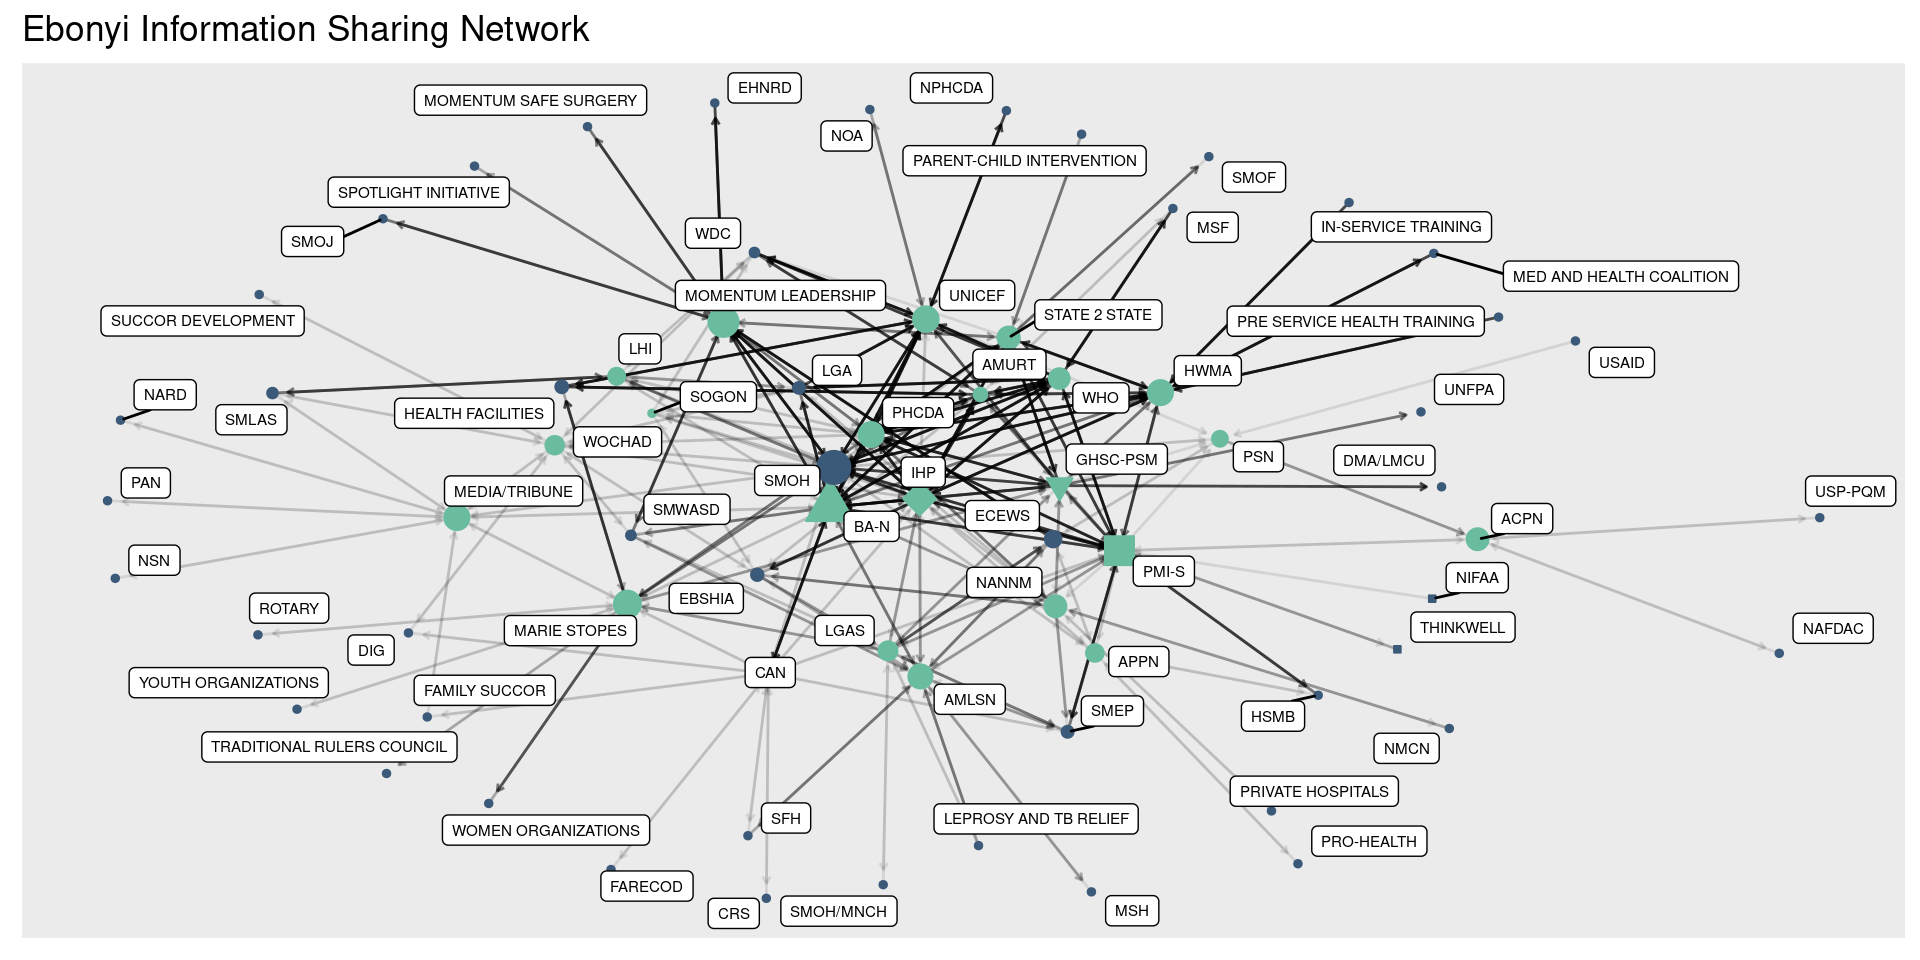 Ebonyi Information Sharing Network
EHNRD
NPHCDA
MOMENTUM SAFE SURGERY
NOA
PARENT-CHILD INTERVENTION
SMOF
SPOTLIGHT INITIATIVE
MSF
IN-SERVICE TRAINING
WDC
SMOJ
MED AND HEALTH COALITION
MOMENTUM LEADERSHIP
UNICEF
STATE 2 STATE
SUCCOR DEVELOPMENT
PRE SERVICE HEALTH TRAINING
LHI
USAID
AMURT
LGA
HWMA
UNFPA
NARD
SOGON
WHO
SMLAS
HEALTH FACILITIES
PHCDA
WOCHAD
PSN
GHSC-PSM
DMA/LMCU
IHP
SMOH
PAN
MEDIA/TRIBUNE
USP-PQM
SMWASD
ECEWS
ACPN
BA-N
NSN
PMI-S
NIFAA
NANNM
EBSHIA
ROTARY
MARIE STOPES
LGAS
THINKWELL
NAFDAC
DIG
APPN
CAN
YOUTH ORGANIZATIONS
FAMILY SUCCOR
AMLSN
SMEP
HSMB
TRADITIONAL RULERS COUNCIL
NMCN
PRIVATE HOSPITALS
SFH
LEPROSY AND TB RELIEF
WOMEN ORGANIZATIONS
PRO-HEALTH
FARECOD
CRS
SMOH/MNCH
MSH